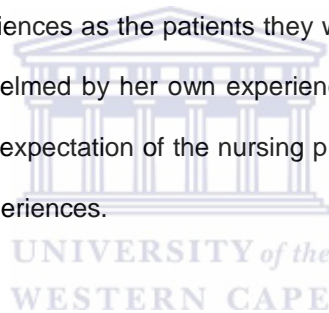 iences as the patients they w
elmed by her own experienc
expectation of the nursing p
eriences.
UNIVERSITY of the
WESTERN CAPE